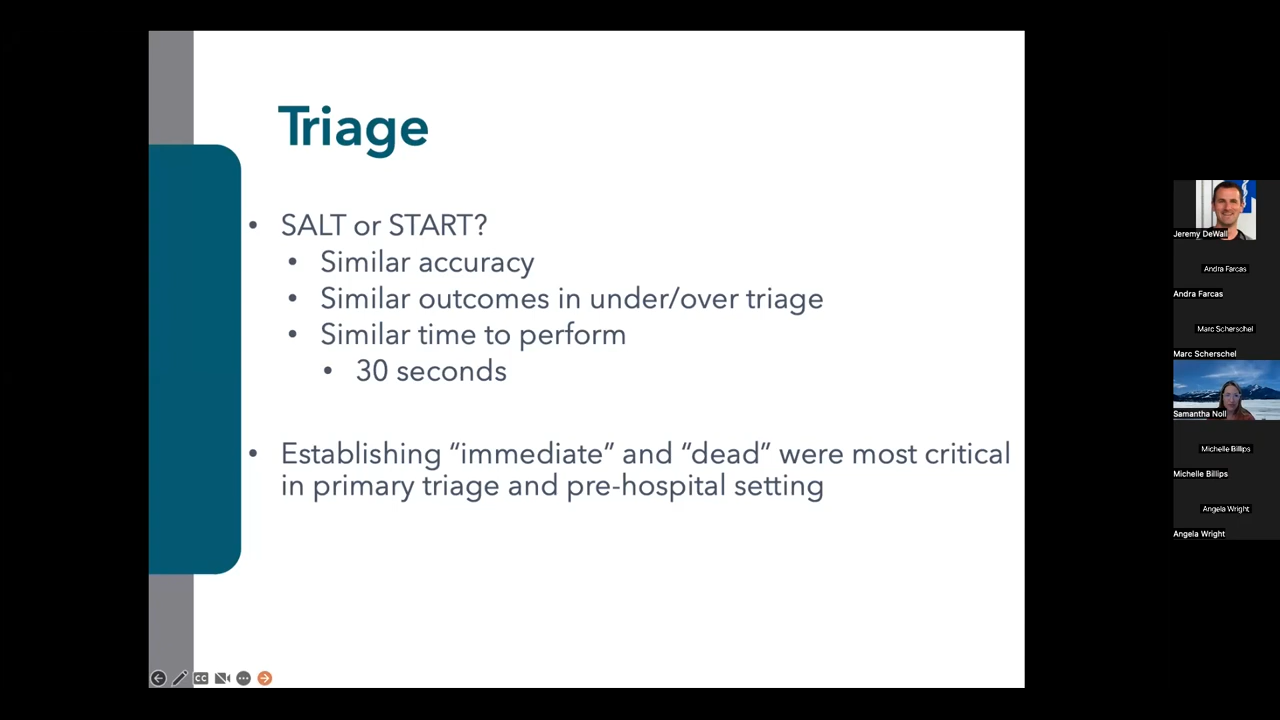 Triage
• SALT or START?
• Similar accuracy
• Similar outcomes in under/over triage
• Similar time to perform
• 30 seconds
• Establishing “immediate” and “dead” were most critical
in primary triage and pre-hospital setting
CC
Jeremy DeWall
Andra Farcas
Andra Farcas
Marc Scherschel
Marc Scherschel
Samantha Noll
Michelle Billips
Michelle Billips
Angela Wright
Angela Wright